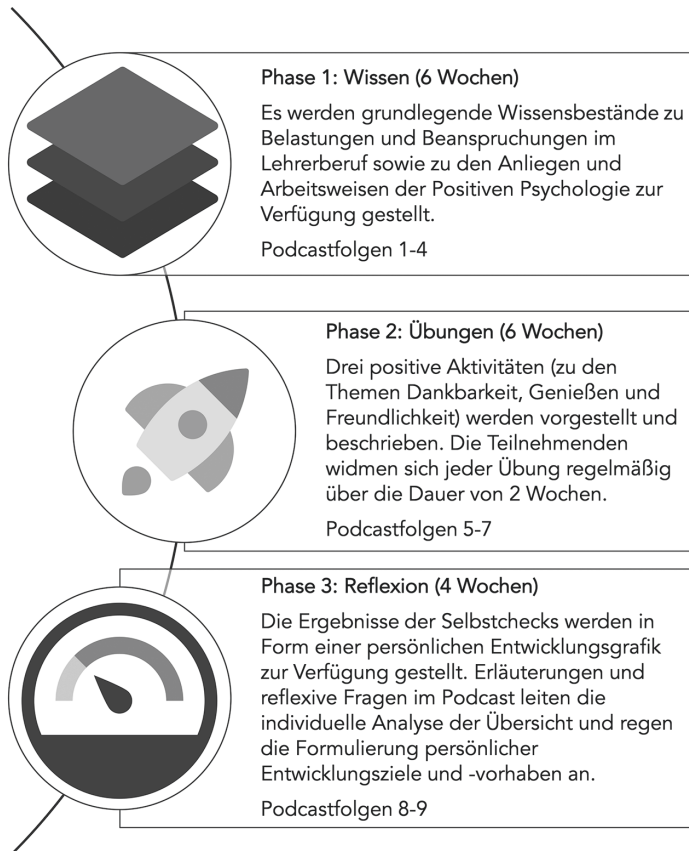 Phase 1: Wissen (6 Wochen)
Es werden grundlegende Wissensbestände zu
Belastungen und Beanspruchungen im
Lehrerberuf sowie zu den Anliegen und
Arbeitsweisen der Positiven Psychologie zur
Verfügung gestellt.
Podcastfolgen 1-4
Phase 2: Übungen (6 Wochen)
Drei positive Aktivitäten (zu den
Themen Dankbarkeit, Genießen und
Freundlichkeit) werden vorgestellt und
beschrieben. Die Teilnehmenden
widmen sich jeder Übung regelmäßig
über die Dauer von 2 Wochen.
Podcastfolgen 5-7
Phase 3: Reflexion (4 Wochen)
Die Ergebnisse der Selbstchecks werden in
Form einer persönlichen Entwicklungsgrafik
zur Verfügung gestellt. Erläuterungen und
reflexive Fragen im Podcast leiten die
individuelle Analyse der Übersicht und regen
die Formulierung persönlicher
Entwicklungsziele und -vorhaben an.
Podcastfolgen 8-9